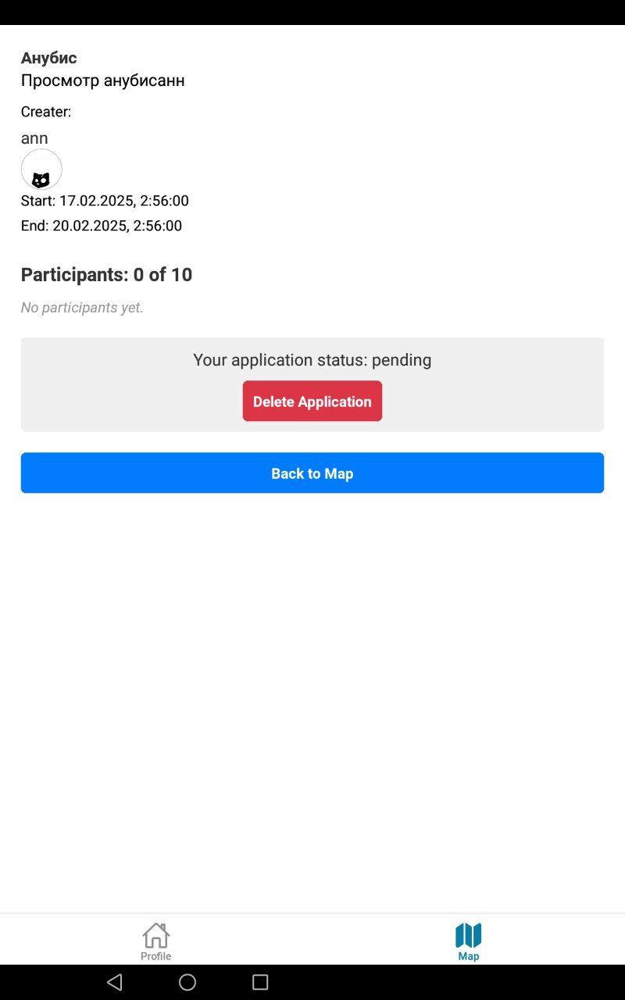 Анубис
Просмотр анубисанн
Creater:
ann
Start: 17.02.2025, 2:56:00
End: 20.02.2025, 2:56:00
Participants: 0 of 10
No participants yet.
Your application status: pending
Delete Application
Back to Map
Profile
Map